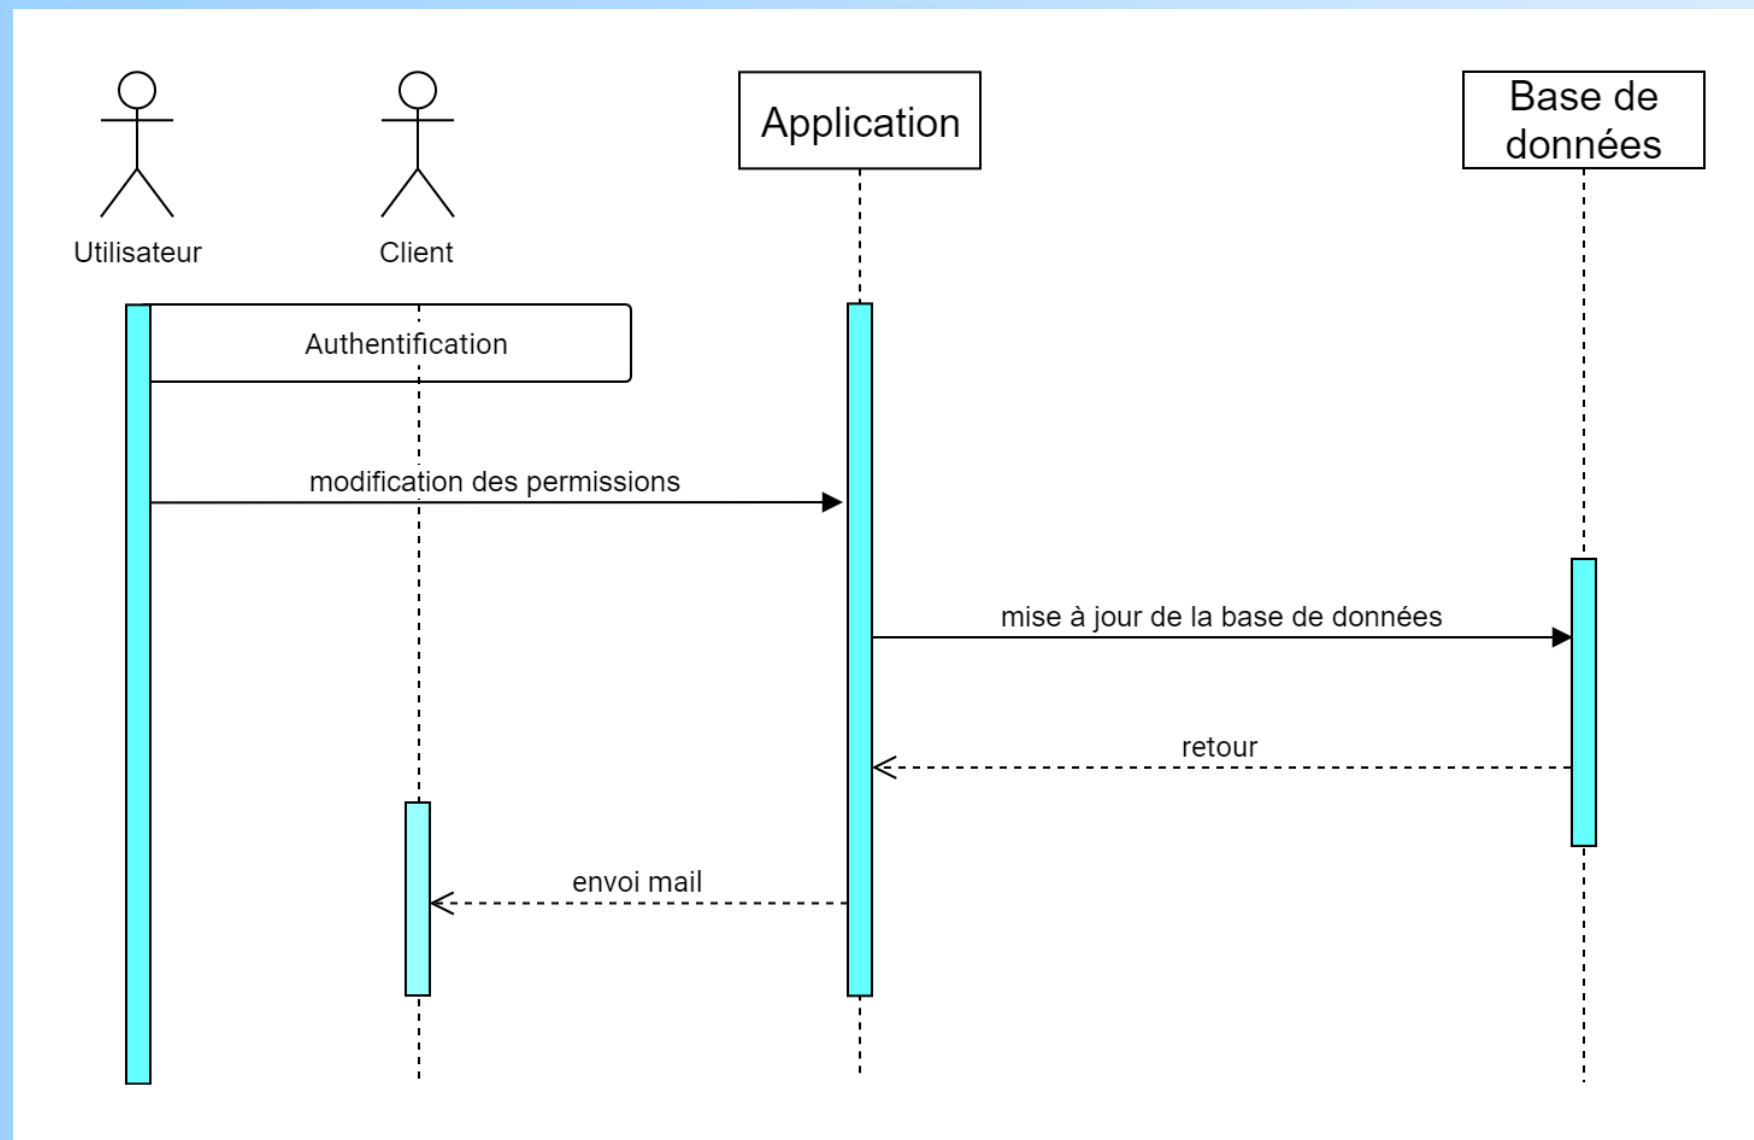 Utilisateur
Client
Application
Base de
données
Authentification
modification des permissions
mise à jour de la base de données
retour
envoi mail